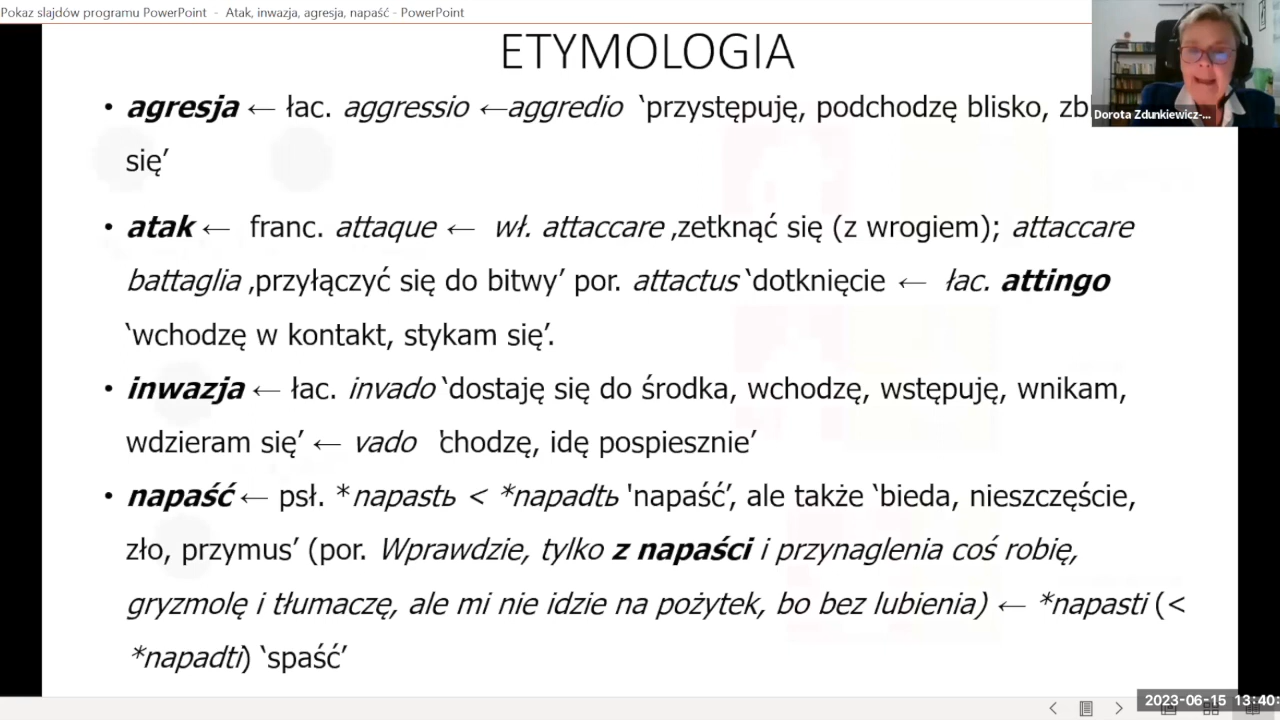 Pokaz slajdów programu PowerPoint - Atak, inwazja, agresja, napaść - PowerPoint
ETYMOLOGIA
• agresja ← łac. aggressio ←aggredio ‘przystępuję, podchodzę blisko,
się’
Dorota Zdunkiewicz-...
• atak ← franc. attaque ← wł. attaccare ‚zetknąć się (z wrogiem); attaccare
battaglia ‚przyłączyć się do bitwy’ por. attactus ‘dotknięcie ← łac. attingo
‘wchodzę w kontakt, stykam się’.
• inwazja ← łac. invado ‘dostaję się do środka, wchodzę, wstępuję, wnikam,
wdzieram się’ ← vado ‘chodzę, idę pospiesznie’
• napaść ← psł. *napastь < *napadtь 'napaść’, ale także ‘bieda, nieszczęście,
zło, przymus’ (por. Wprawdzie, tylko z napaści i przynaglenia coś robię,
gryzmolę i tłumaczę, ale mi nie idzie na pożytek, bo bez lubienia) ← *napasti (<
*napadti) ‘spaść’
2023-06-15 13:40: